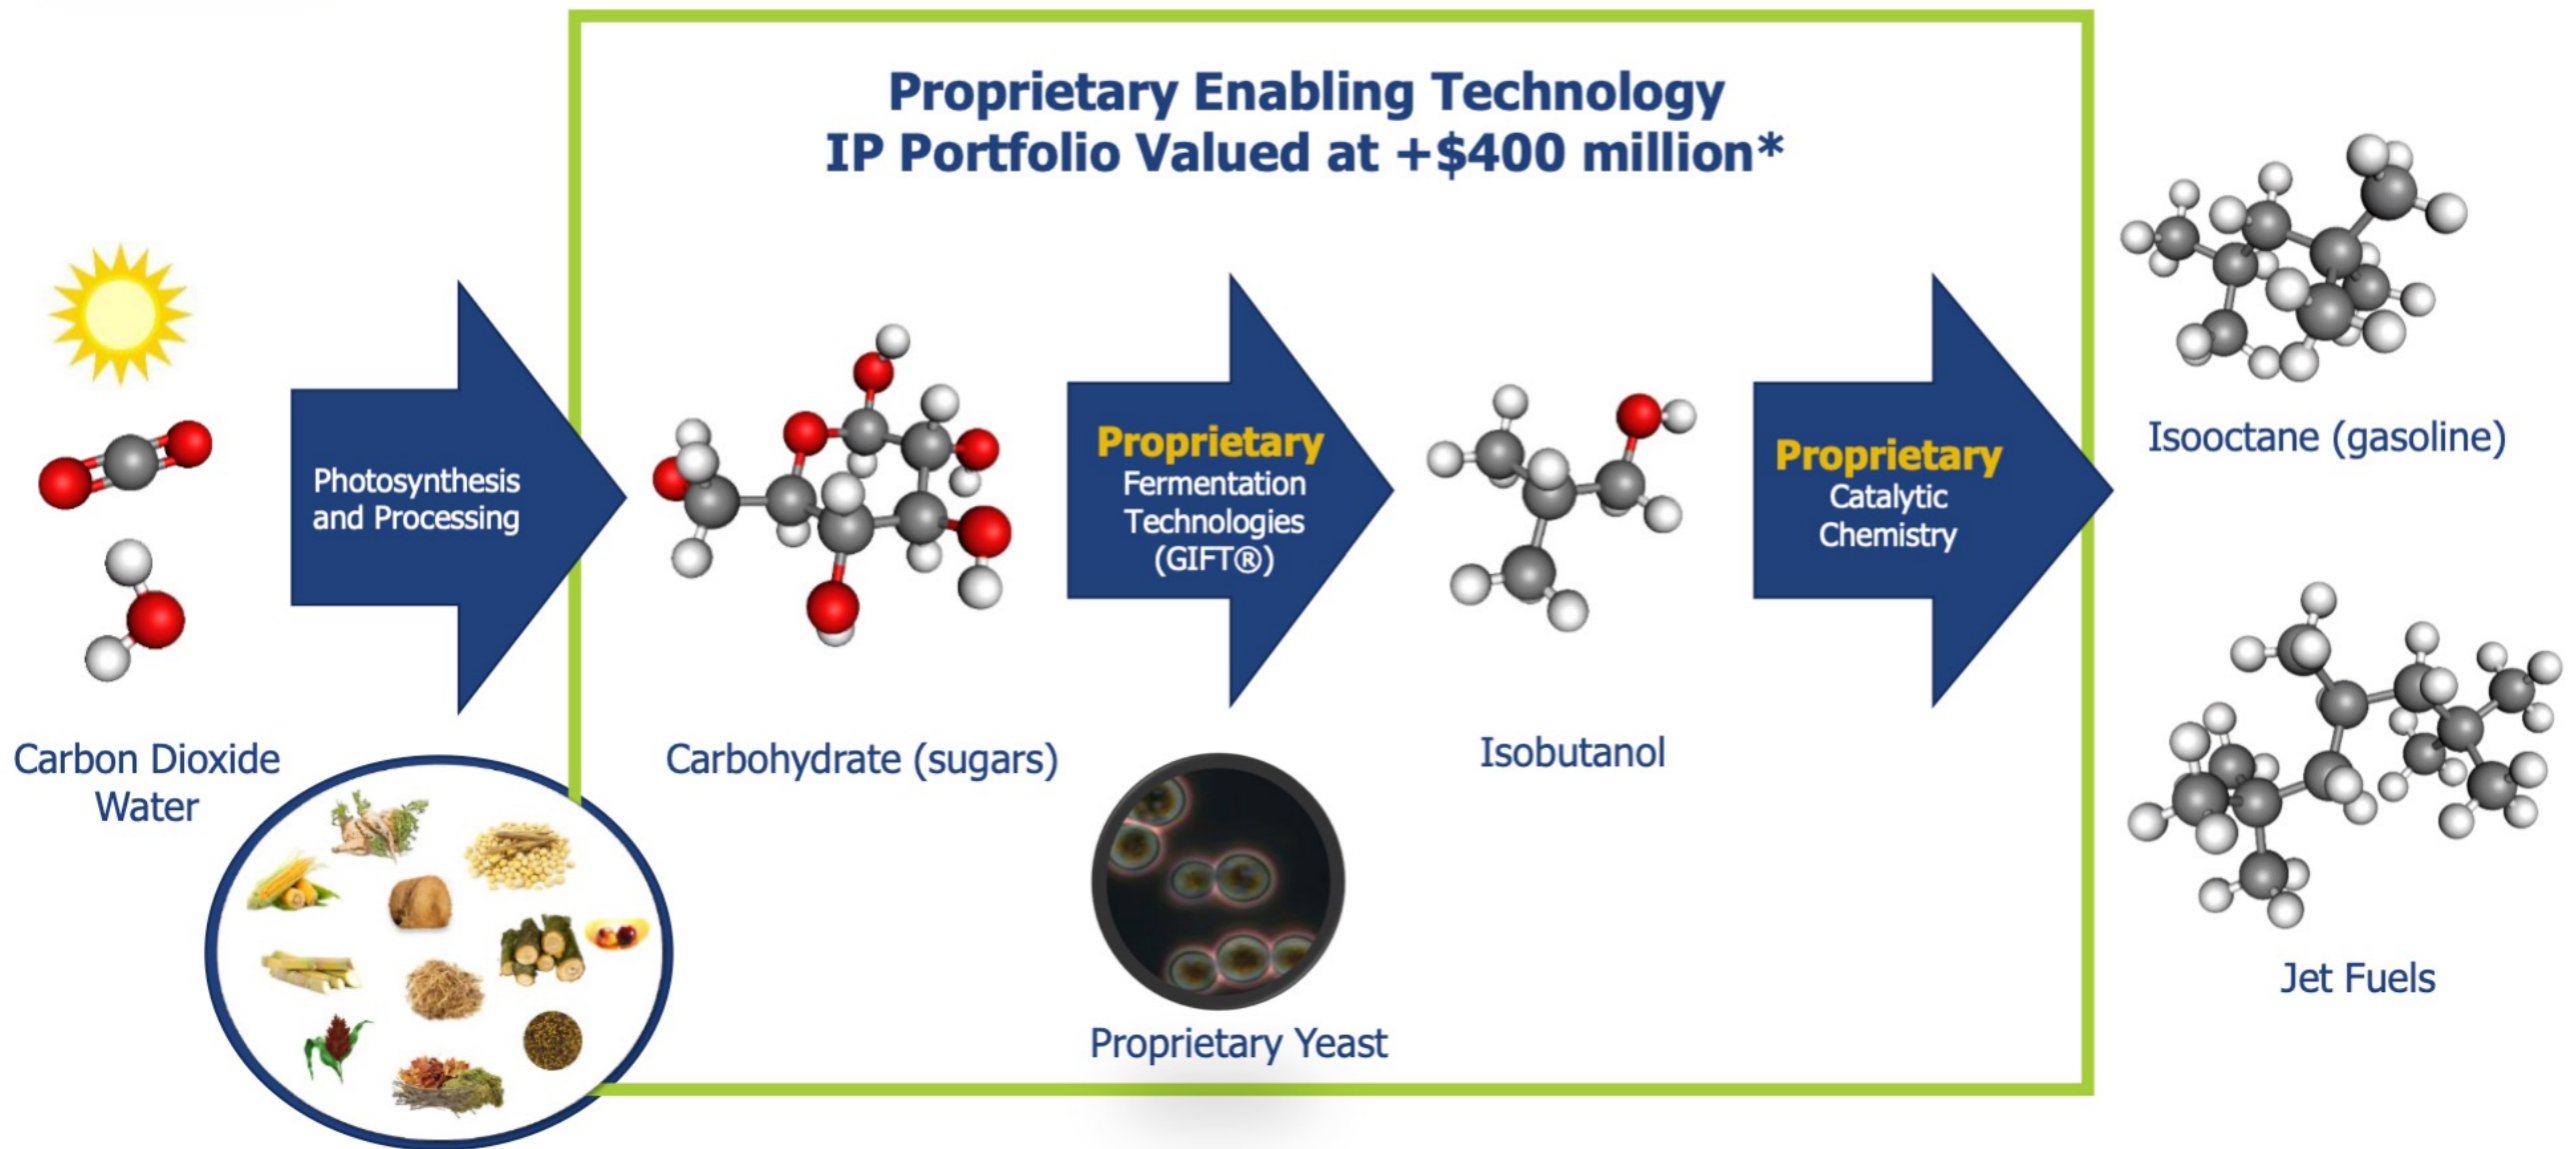 Proprietary Enabling Technology
IP Portfolio Valued at +$400 million*
Photosynthesis
and Processing
Proprietary
Fermentation
Technologies
(GIFT®)
Proprietary
Catalytic
Chemistry
Isooctane (gasoline)
Carbon Dioxide
Water
Carbohydrate (sugars)
Isobutanol
Proprietary Yeast
Jet Fuels